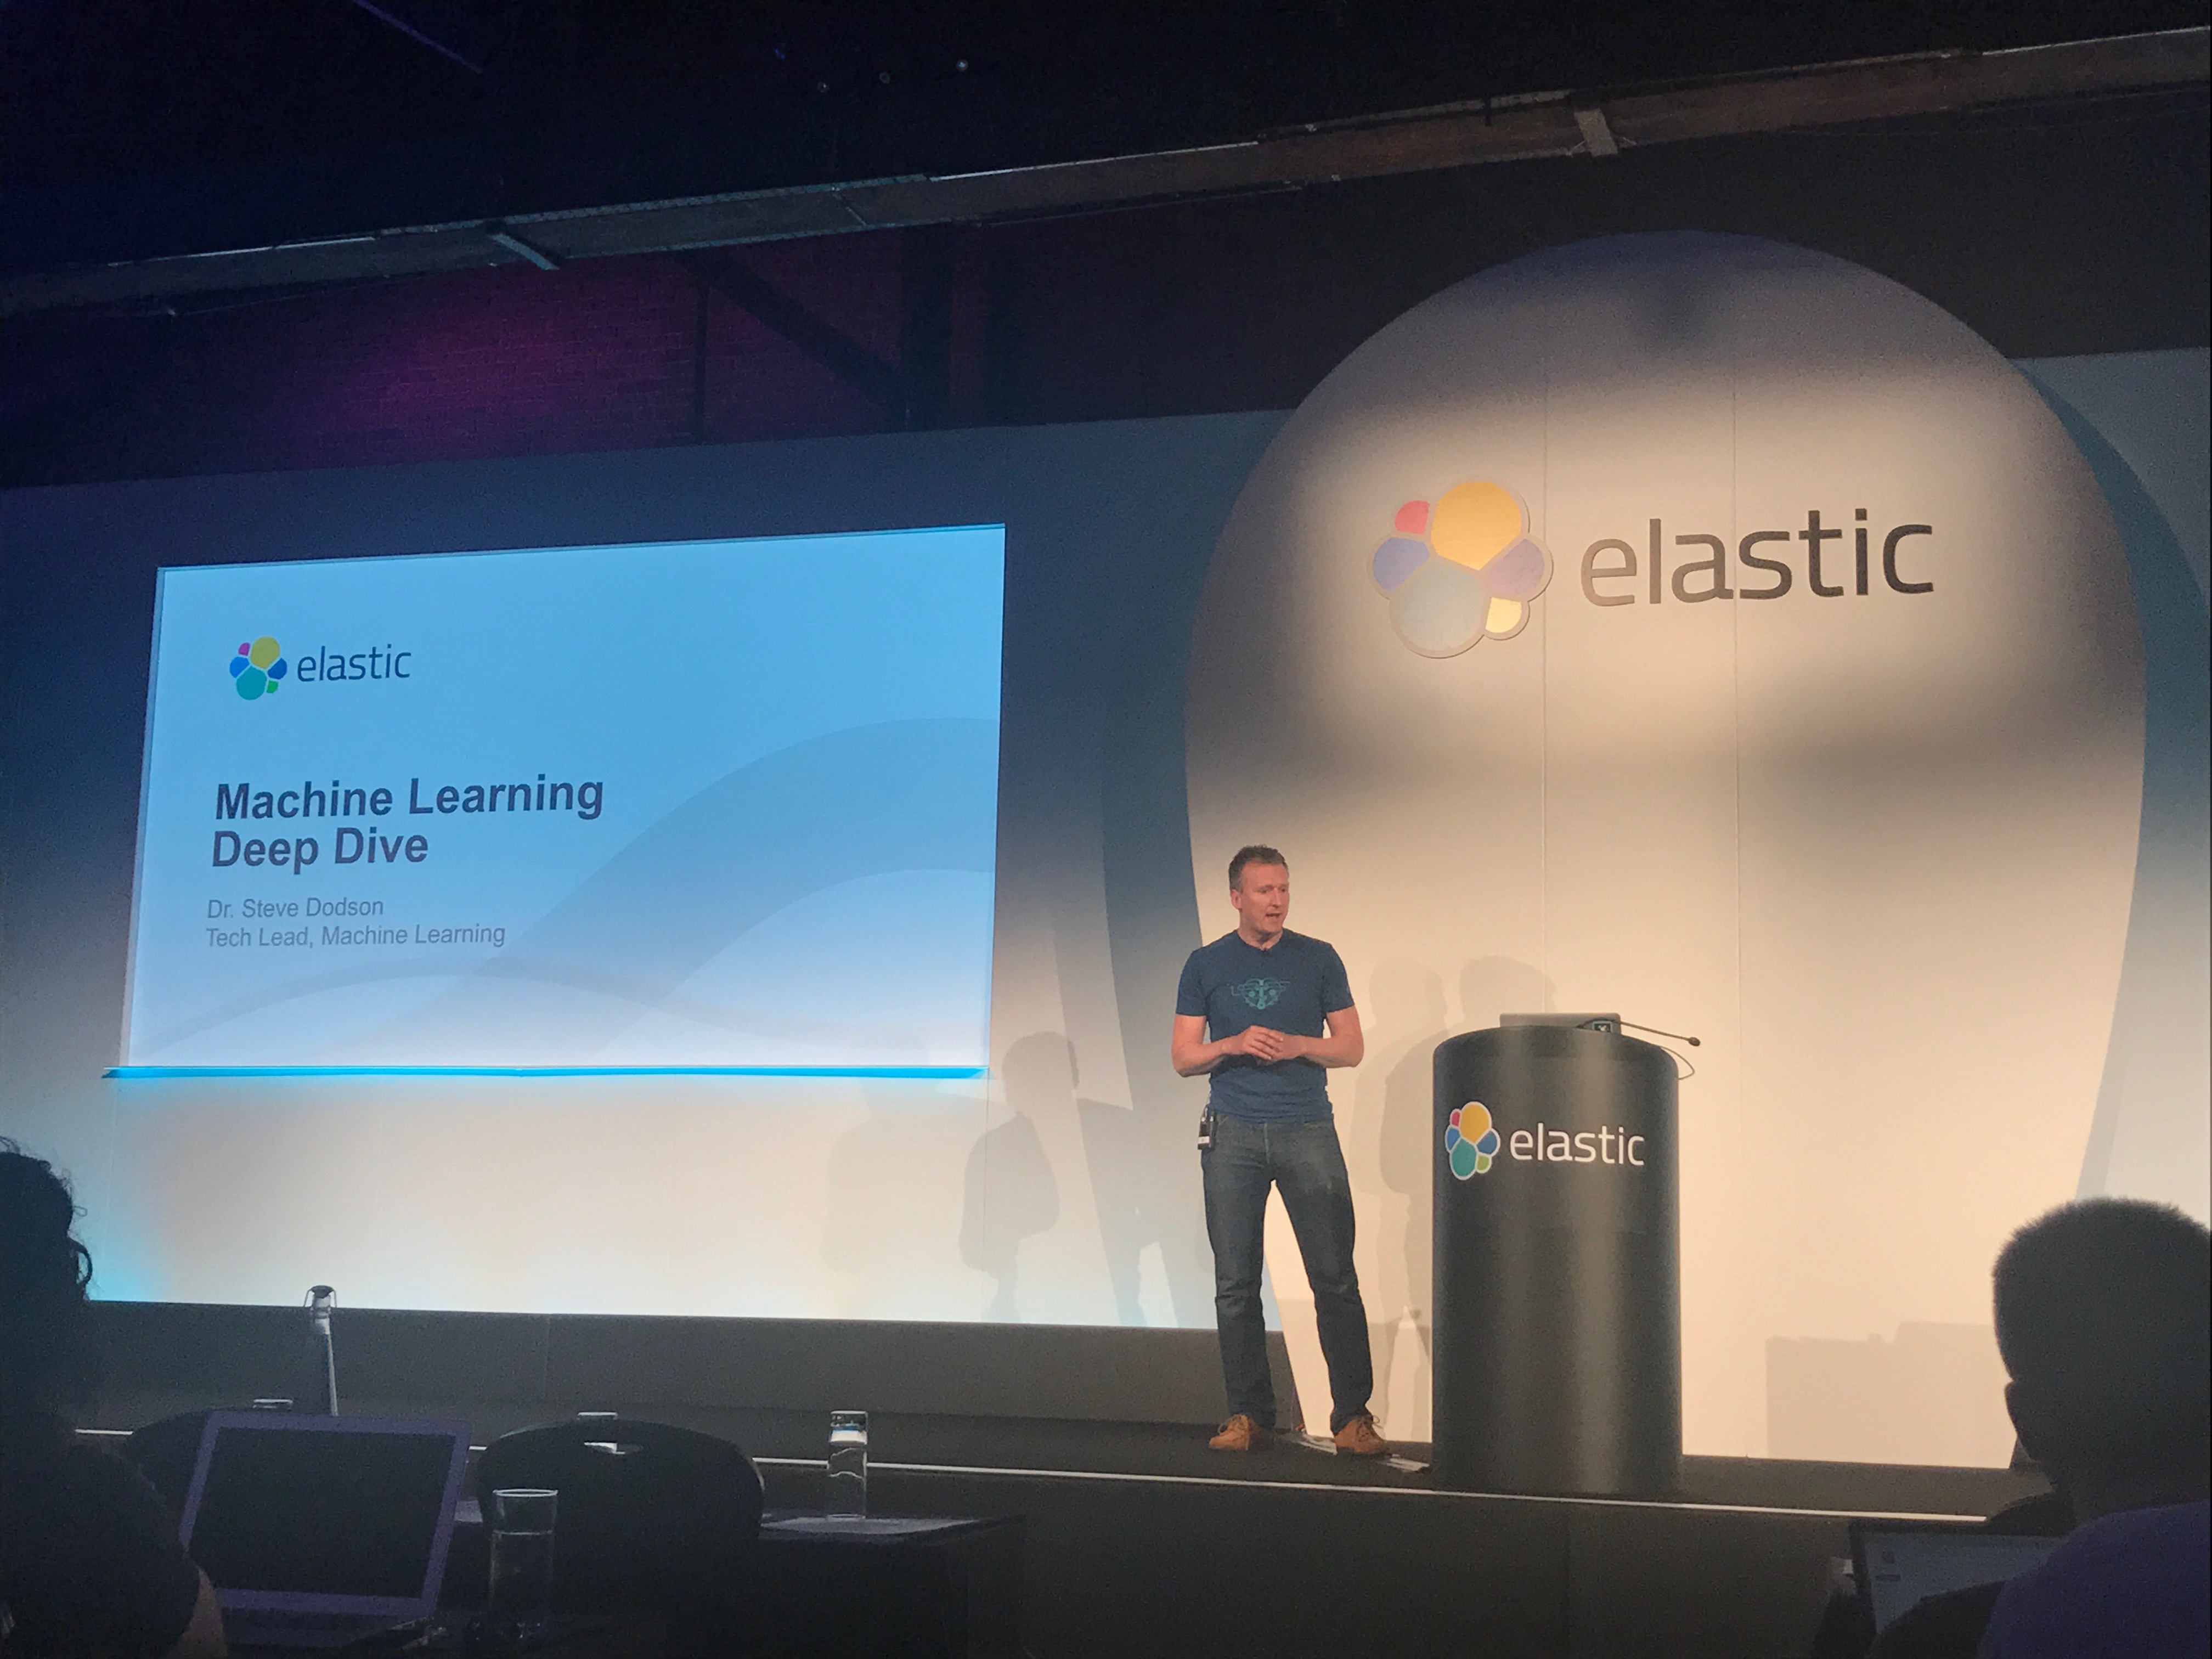 elastic
Machine Learning
Deep Dive
Dr. Steve Dodson
Tech Lead, Machine Learning
elastic
elastic